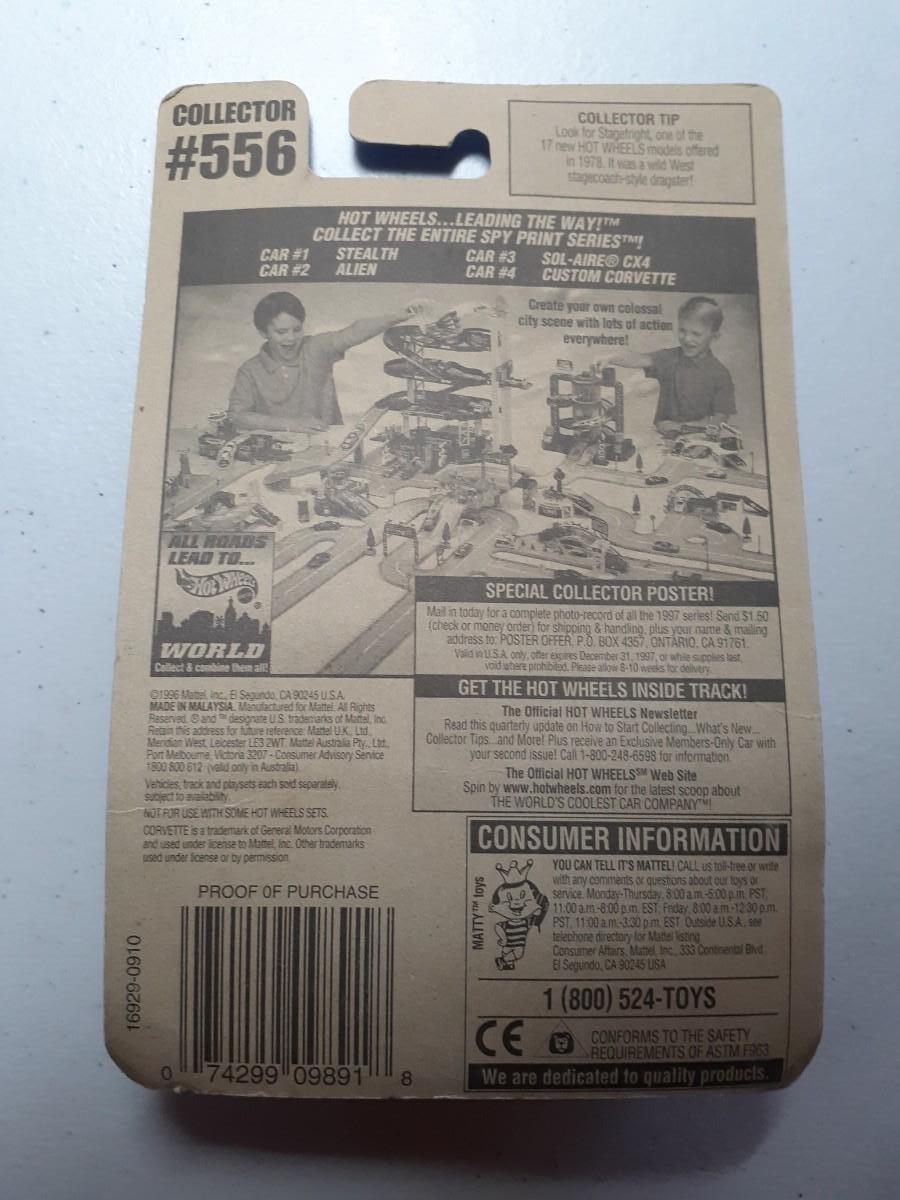 COLLECTOR
#556
COLLECTOR TIP
Look for Stagefright, one of the
17 new HOT WHEELS models offered
in 1978. It was a wild West
stagecoach-style dragster!
HOT WHEELS...LEADING THE WAY!™
COLLECT THE ENTIRE SPY PRINT SERIES™!
CAR #1 STEALTH CAR #3 SOL-AIRE® CX4
CAR #2 ALIEN CAR #4 CUSTOM CORVETTE
Create your own colossal
city scene with lots of action
everywhere!
ALL ROADS
LEAD TO...
Hot Wheels
®
WORLD
Collect & combine them all!
SPECIAL COLLECTOR POSTER!
Mail in today for a complete photo-record of all the 1997 series! Send $1.50
(check or money order) for shipping & handling, plus your name & mailing
address to: POSTER OFFER, P.O. BOX 4357, ONTARIO, CA 91761.
Valid in U.S.A. only, offer expires December 31, 1997, or while supplies last,
void where prohibited. Please allow 8-10 weeks for delivery.
GET THE HOT WHEELS INSIDE TRACK!
The Official HOT WHEELS Newsletter
Read this quarterly update on How to Start Collecting...What's New...
Collector Tips...and More! Plus receive an Exclusive Members-Only Car with
your second issue! Call 1-800-248-6598 for information.
The Official HOT WHEELS℠ Web Site
Spin by www.hotwheels.com for the latest scoop about
THE WORLD'S COOLEST CAR COMPANY™!
©1996 Mattel, Inc., El Segundo, CA 90245 U.S.A.
MADE IN MALAYSIA. Manufactured for Mattel. All Rights
Reserved. ® and ™ designate U.S. trademarks of Mattel, Inc.
Retain this address for future reference: Mattel U.K., Ltd.,
Meridian West, Leicester LE3 2WT. Mattel Australia Pty., Ltd.,
Port Melbourne, Victoria 3207 - Consumer Advisory Service
1800 800 812 (valid only in Australia).
Vehicles, track and playsets each sold separately,
subject to availability.
NOT FOR USE WITH SOME HOT WHEELS SETS.
CORVETTE is a trademark of General Motors Corporation
and used under license to Mattel, Inc. Other trademarks
used under license or by permission.
PROOF OF PURCHASE
16929-0910
0 74299 09891 8
CONSUMER INFORMATION
MATTY™ toys
YOU CAN TELL IT'S MATTEL! CALL us toll-free or write
with any comments or questions about our toys or
service. Monday-Thursday, 8:00 a.m.-5:00 p.m. PST,
11:00 a.m.-8:00 p.m. EST, Friday, 8:00 a.m.-12:30 p.m.
PST, 11:00 a.m.-3:30 p.m. EST. Outside U.S.A., see
telephone directory for Mattel listing.
Consumer Affairs, Mattel, Inc., 333 Continental Blvd.
El Segundo, CA 90245 USA
1 (800) 524-TOYS
CE
CONFORMS TO THE SAFETY
REQUIREMENTS OF ASTM F963
We are dedicated to quality products.